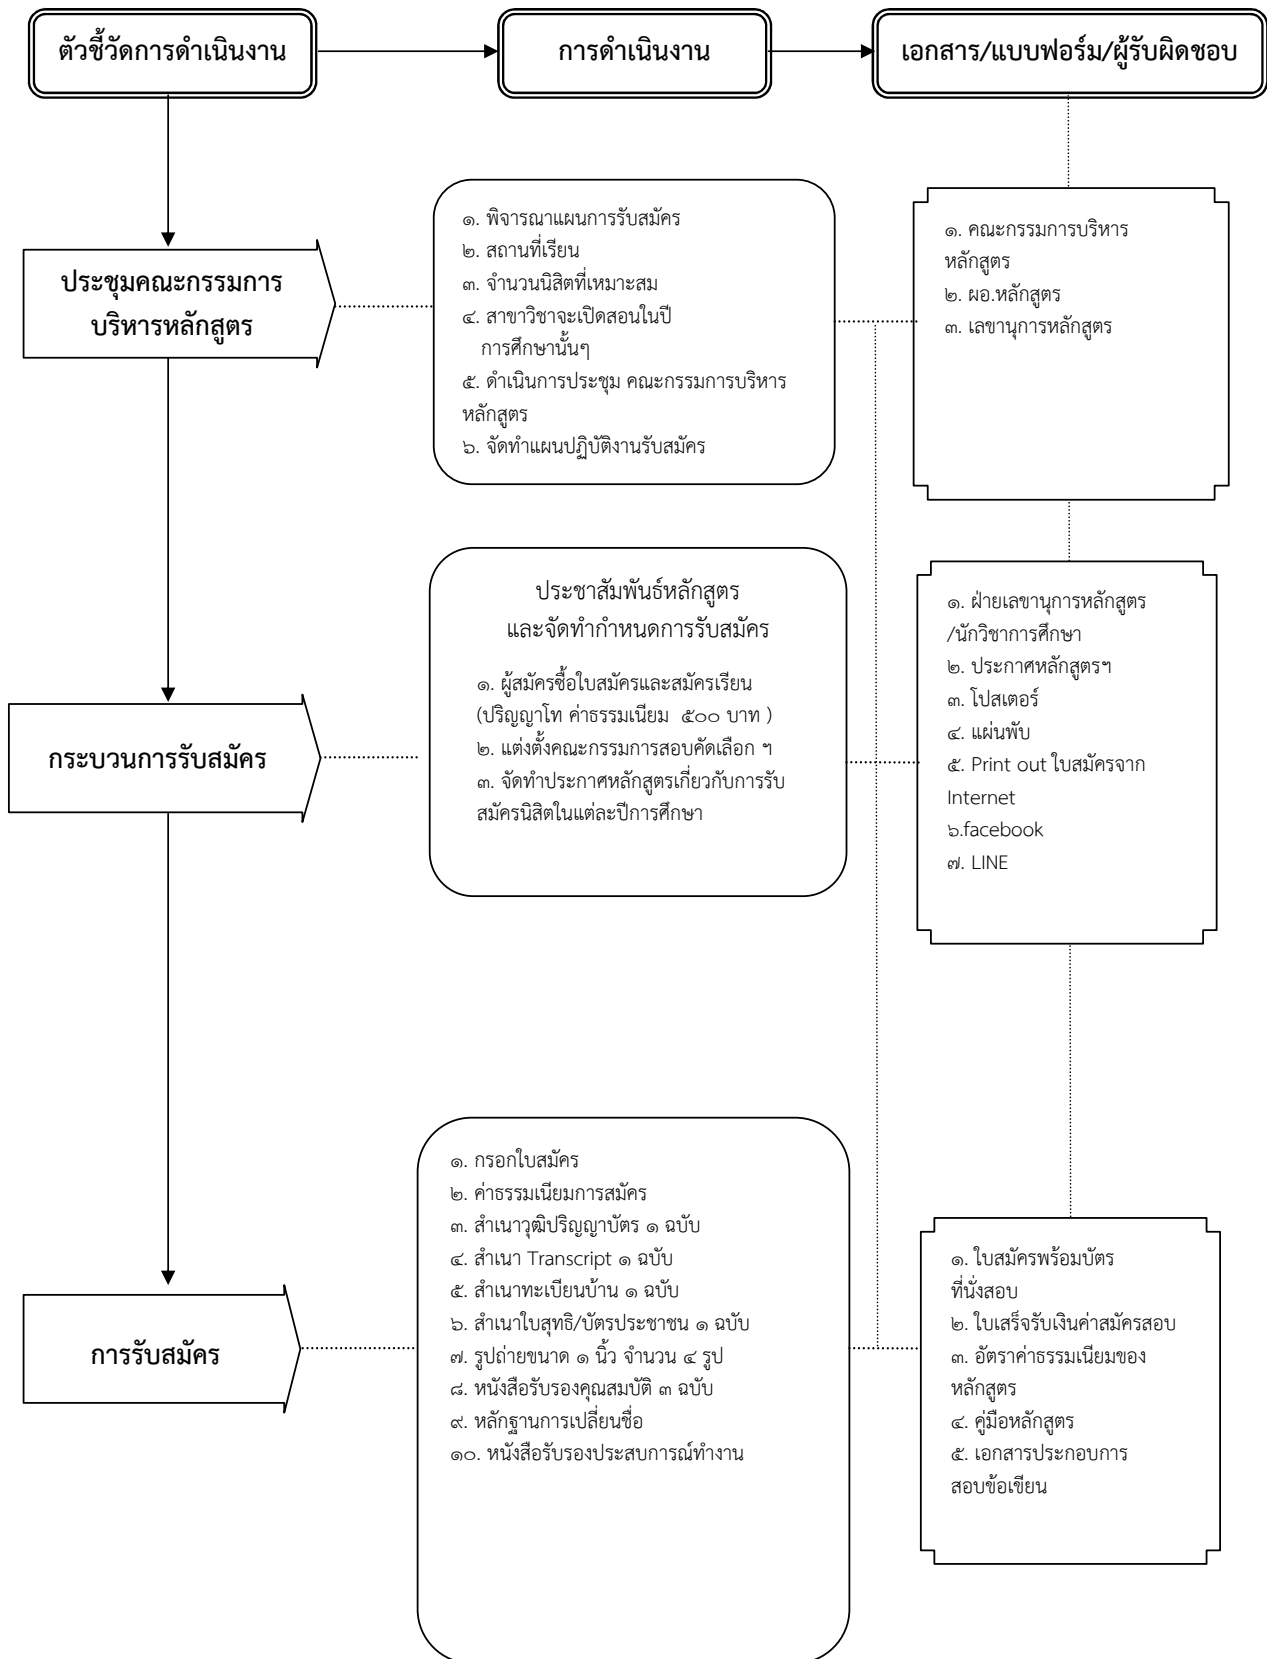 ตัวชี้วัดการดำเนินงาน
การดำเนินงาน
เอกสาร/แบบฟอร์ม/ผู้รับผิดชอบ
ประชุมคณะกรรมการ
บริหารหลักสูตร
๑. พิจารณาแผนการรับสมัคร
๒. สถานที่เรียน
๓. จำนวนนิสิตที่เหมาะสม
๔. สาขาวิชาจะเปิดสอนในปี
การศึกษานั้นๆ
๕. ดำเนินการประชุม คณะกรรมการบริหาร
หลักสูตร
๖. จัดทำแผนปฏิบัติงานรับสมัคร
๑. คณะกรรมการบริหาร
หลักสูตร
๒. ผอ.หลักสูตร
๓. เลขานุการหลักสูตร
กระบวนการรับสมัคร
ประชาสัมพันธ์หลักสูตร
และจัดทำกำหนดการรับสมัคร
๑. ผู้สมัครซื้อใบสมัครและสมัครเรียน
(ปริญญาโท ค่าธรรมเนียม ๕๐๐ บาท )
๒. แต่งตั้งคณะกรรมการสอบคัดเลือก ฯ
๓. จัดทำประกาศหลักสูตรเกี่ยวกับการรับ
สมัครนิสิตในแต่ละปีการศึกษา
๑. ฝ่ายเลขานุการหลักสูตร
/นักวิชาการศึกษา
๒. ประกาศหลักสูตรฯ
๓. โปสเตอร์
๔. แผ่นพับ
๕. Print out ใบสมัครจาก
Internet
๖.facebook
๗. LINE
การรับสมัคร
๑. กรอกใบสมัคร
๒. ค่าธรรมเนียมการสมัคร
๓. สำเนาวุฒิปริญญาบัตร ๑ ฉบับ
๔. สำเนา Transcript ๑ ฉบับ
๕. สำเนาทะเบียนบ้าน ๑ ฉบับ
๖. สำเนาใบสุทธิ/บัตรประชาชน ๑ ฉบับ
๗. รูปถ่ายขนาด ๑ นิ้ว จำนวน ๔ รูป
๘. หนังสือรับรองคุณสมบัติ ๓ ฉบับ
๙. หลักฐานการเปลี่ยนชื่อ
๑๐. หนังสือรับรองประสบการณ์ทำงาน
๑. ใบสมัครพร้อมบัตร
ที่นั่งสอบ
๒. ใบเสร็จรับเงินค่าสมัครสอบ
๓. อัตราค่าธรรมเนียมของ
หลักสูตร
๔. คู่มือหลักสูตร
๕. เอกสารประกอบการ
สอบข้อเขียน